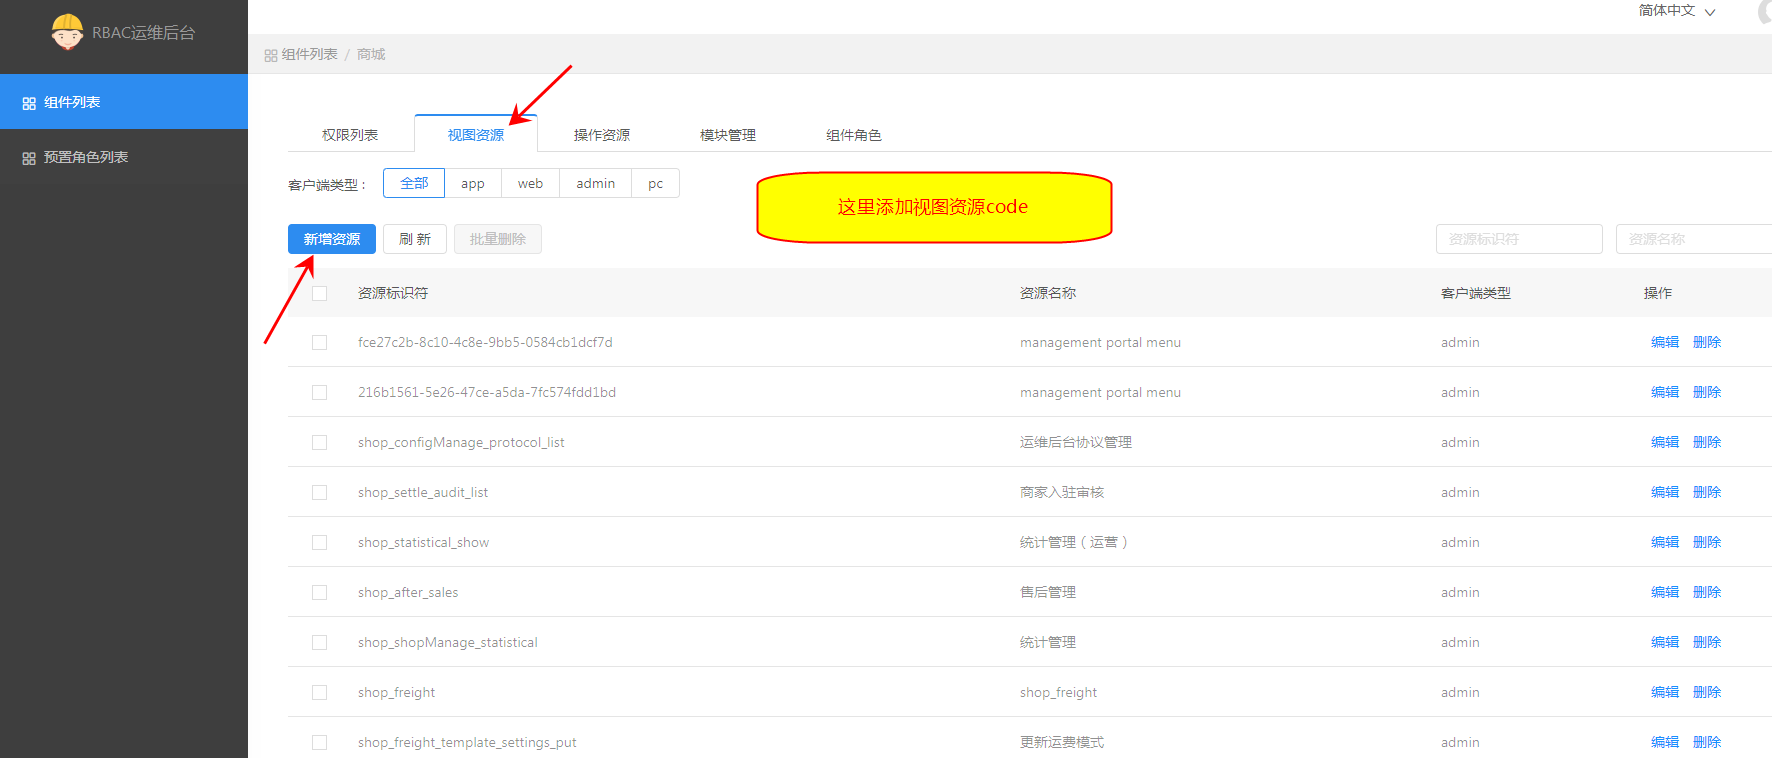 RBAC运维后台
简体中文
组件列表
预置角色列表
组件列表 / 商城
权限列表 视图资源 操作资源 模块管理 组件角色
客户端类型： 全部 app web admin pc
这里添加视图资源code
新增资源 刷 新 批量删除 资源标识符 资源名称
资源标识符 资源名称 客户端类型 操作
fce27c2b-8c10-4c8e-9bb5-0584cb1dcf7d management portal menu admin 编辑 删除
216b1561-5e26-47ce-a5da-7fc574fdd1bd management portal menu admin 编辑 删除
shop_configManage_protocol_list 运维后台协议管理 admin 编辑 删除
shop_settle_audit_list 商家入驻审核 admin 编辑 删除
shop_statistical_show 统计管理（运营） admin 编辑 删除
shop_after_sales 售后管理 admin 编辑 删除
shop_shopManage_statistical 统计管理 admin 编辑 删除
shop_freight shop_freight admin 编辑 删除
shop_freight_template_settings_put 更新运费模式 admin 编辑 删除